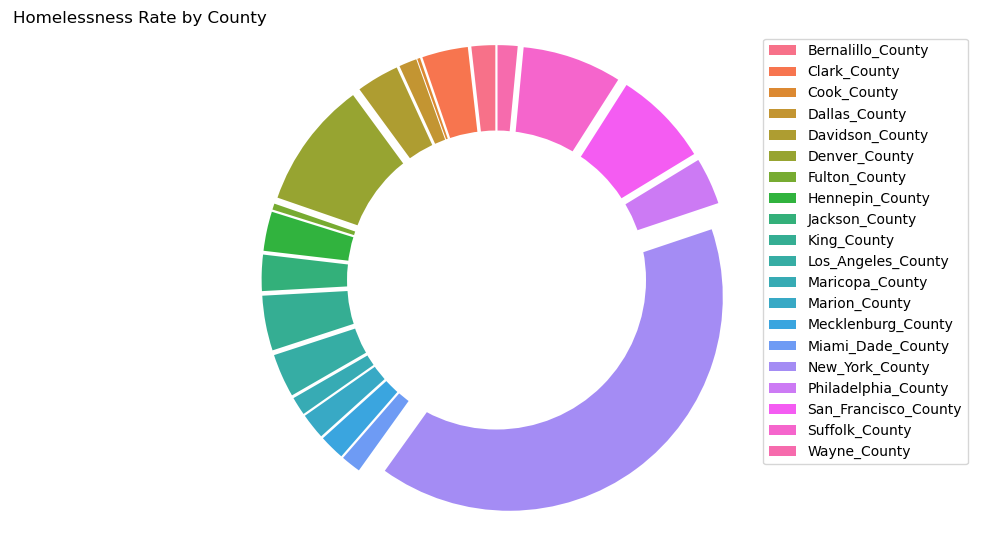 Homelessness Rate by County
Bernalillo_County
Clark_County
Cook_County
Dallas_County
Davidson_County
Denver_County
Fulton_County
Hennepin_County
Jackson_County
King_County
Los_Angeles_County
Maricopa_County
Marion_County
Mecklenburg_County
Miami_Dade_County
New_York_County
Philadelphia_County
San_Francisco_County
Suffolk_County
Wayne_County